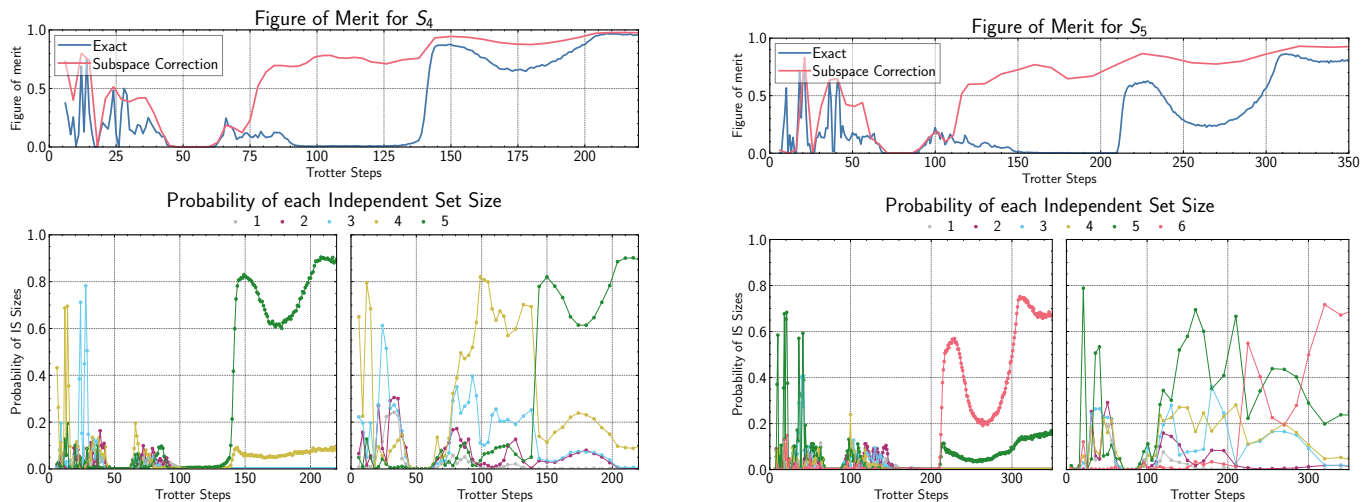 Figure of Merit for S4
Figure of merit
1.0
0.5
0.0
Exact
Subspace Correction
0 25 50 75 100 125 150 175 200
Trotter Steps
Probability of each Independent Set Size
1 2 3 4 5
Probability of IS Sizes
1.0
0.8
0.6
0.4
0.2
0.0
0 50 100 150 200
0 50 100 150 200
Trotter Steps
Trotter Steps
Figure of Merit for S5
Figure of merit
1.0
0.5
0.0
Exact
Subspace Correction
0 50 100 150 200 250 300 350
Trotter Steps
Probability of each Independent Set Size
1 2 3 4 5 6
Probability of IS Sizes
1.0
0.8
0.6
0.4
0.2
0.0
0 100 200 300
0 100 200 300
Trotter Steps
Trotter Steps